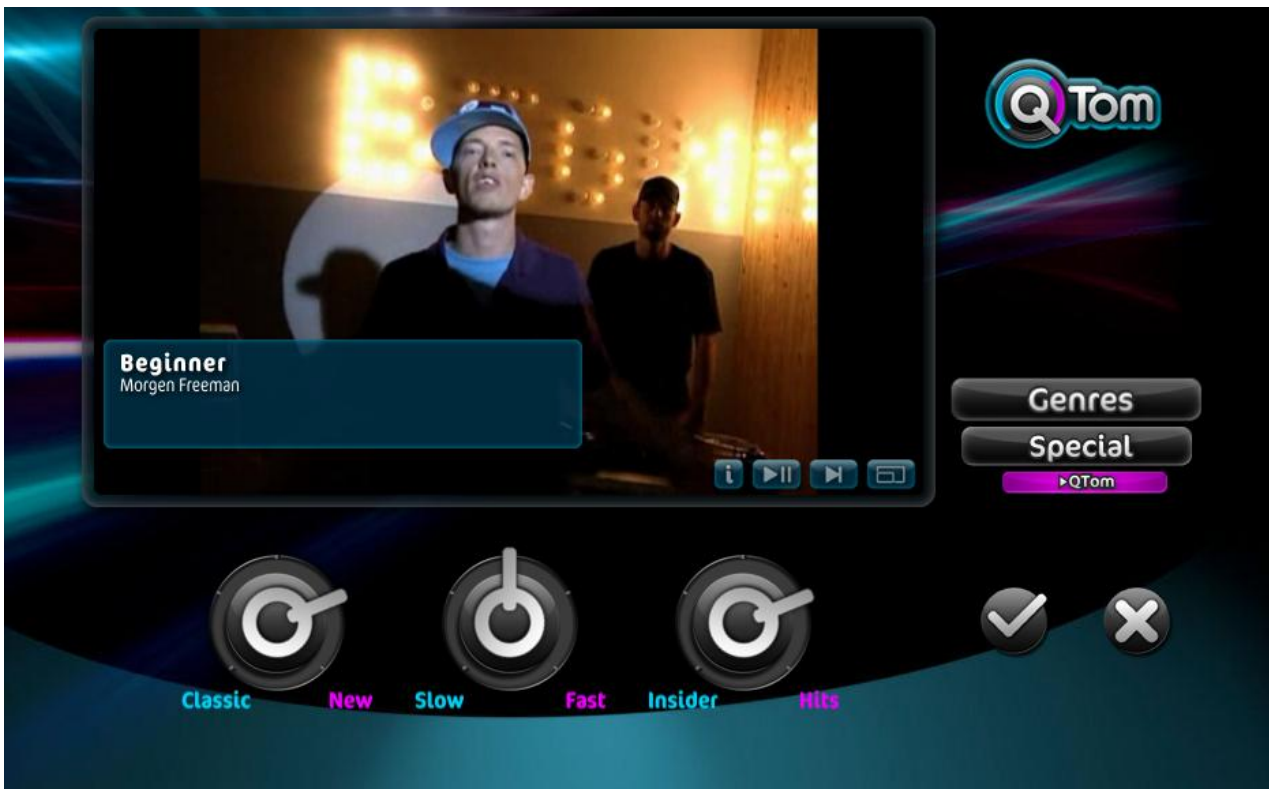 QTom
Beginner
Morgen Freeman
i
Genres
Special
▸QTom
Classic
New
Slow
Fast
Insider
Hits